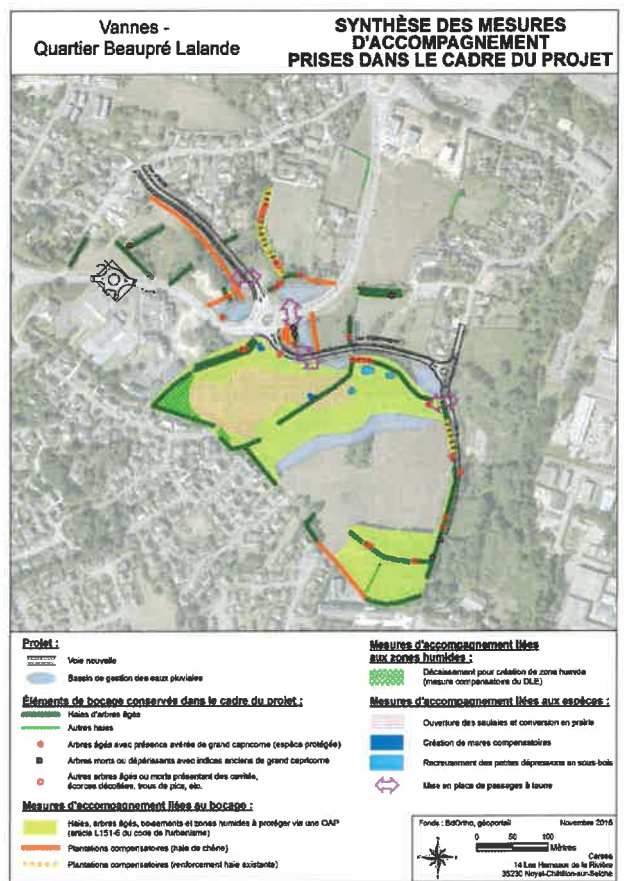 Vannes -
Quartier Beaupré Lalande
SYNTHÈSE DES MESURES
D'ACCOMPAGNEMENT
PRISES DANS LE CADRE DU PROJET
Projet :
Voie nouvelle
Bassin de gestion des eaux pluviales
Éléments de bocage conservés dans le cadre du projet :
Haies d'arbres âgés
Autres haies
Arbres âgés avec présence avérée de grand capricorne (espèce protégée)
Arbres morts ou dépérissants avec indices anciens de grand capricorne
Autres arbres âgés ou morts présentant des cavités,
écorces décollées, trous de pics, etc.
Mesures d'accompagnement liées au bocage :
Haies, arbres âgés, boisements et zones humides à protéger via une OAP
(article L151-6 du code de l'urbanisme)
Plantations compensatoires (haie de chêne)
Plantations compensatoires (renforcement haie existante)
Mesures d'accompagnement liées
aux zones humides :
Décaissement pour création de zone humide
(mesure compensatoire du DLE)
Mesures d'accompagnement liées aux espèces :
Ouverture des saulaies et conversion en prairie
Création de mares compensatoires
Recreusement des petites dépressions en sous-bois
Mise en place de passages à faune
Fonds : BdOrtho, géoportail Novembre 2016
0 50 100
Mètres
14 Les Hameaux de la Rivière
35230 Noyal-Châtillon-sur-Seiche